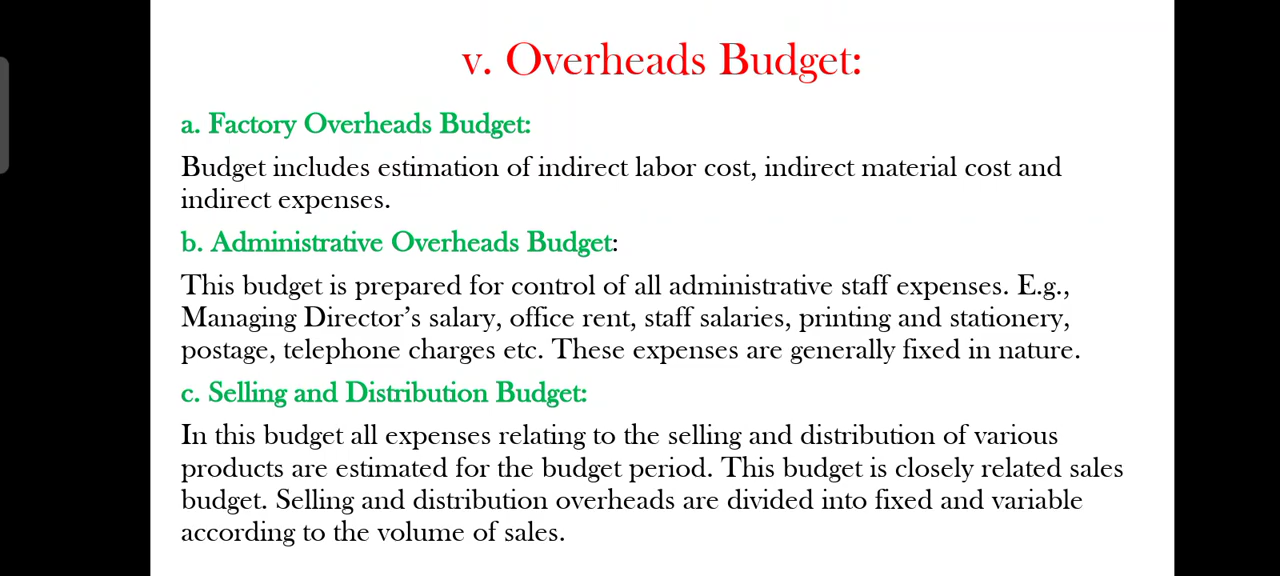 v. Overheads Budget:
a. Factory Overheads Budget:
Budget includes estimation of indirect labor cost, indirect material cost and
indirect expenses.
b. Administrative Overheads Budget:
This budget is prepared for control of all administrative staff expenses. E.g.,
Managing Director’s salary, office rent, staff salaries, printing and stationery,
postage, telephone charges etc. These expenses are generally fixed in nature.
c. Selling and Distribution Budget:
In this budget all expenses relating to the selling and distribution of various
products are estimated for the budget period. This budget is closely related sales
budget. Selling and distribution overheads are divided into fixed and variable
according to the volume of sales.